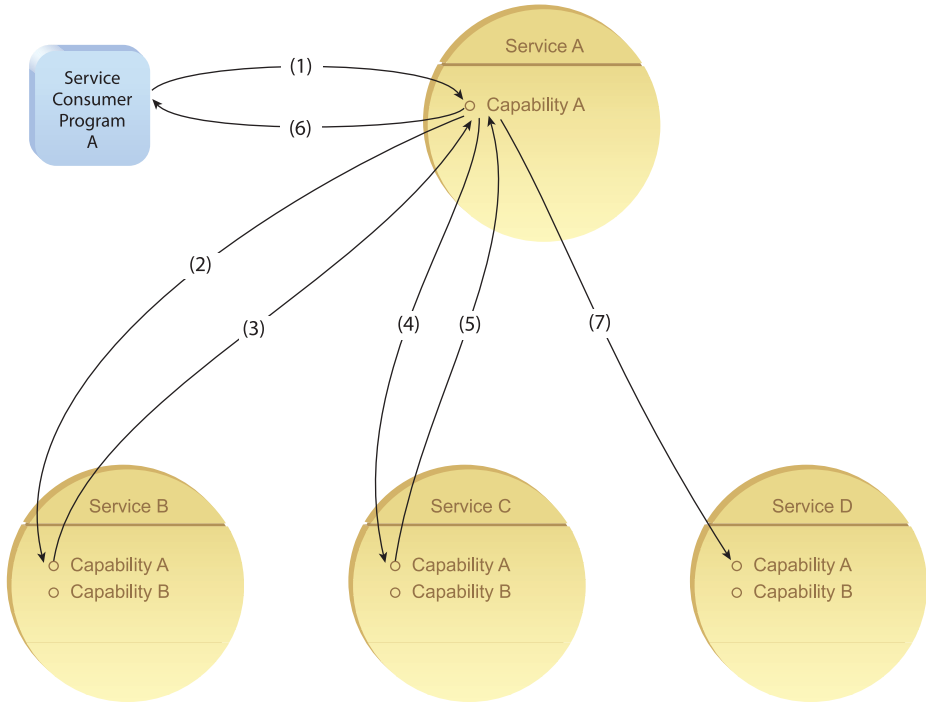 Service
Consumer
Program
A
(1)
(6)
Service A
Capability A
(2)
(3)
(4)
(5)
(7)
Service B
Capability A
Capability B
Service C
Capability A
Capability B
Service D
Capability A
Capability B